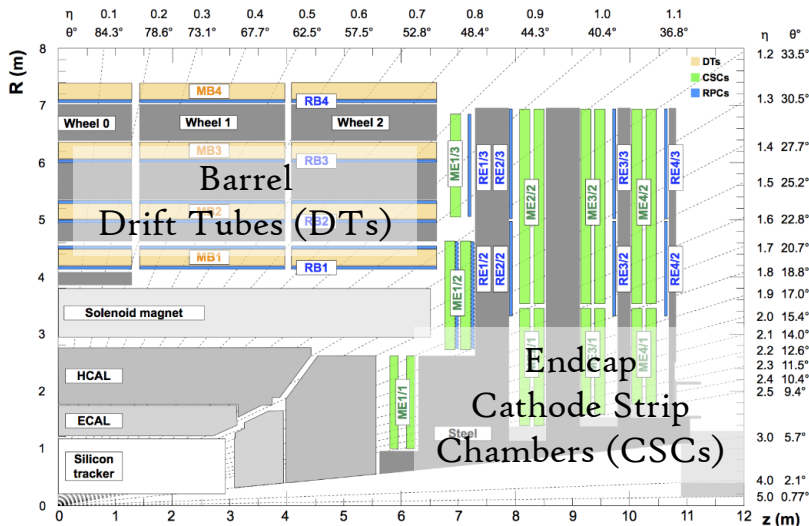 η 0.1 0.2 0.3 0.4 0.5 0.6 0.7 0.8 0.9 1.0 1.1 η θ°
θ° 84.3° 78.6° 73.1° 67.7° 62.5° 57.5° 52.8° 48.4° 44.3° 40.4° 36.8°
R (m)
8
7
6
5
4
3
2
1
0
1.2 33.5°
1.3 30.5°
1.4 27.7°
1.5 25.2°
1.6 22.8°
1.7 20.7°
1.8 18.8°
1.9 17.0°
2.0 15.4°
2.1 14.0°
2.2 12.6°
2.3 11.5°
2.4 10.4°
2.5 9.4°
3.0 5.7°
4.0 2.1°
5.0 0.77°
DTs
CSCs
RPCs
MB4
RB4
Wheel 0 Wheel 1 Wheel 2
MB3
RB3
Barrel
Drift Tubes (DTs)
MB2
RB2
MB1
RB1
Solenoid magnet
HCAL
ECAL
Silicon
tracker
Steel
ME1/3
RE1/3
RE2/3
ME2/2
ME3/2
RE3/3
ME4/2
RE4/3
ME1/2
RE1/2
RE2/2
RE3/2
RE4/2
ME1/1
ME4/1
Endcap
Cathode Strip
Chambers (CSCs)
0 1 2 3 4 5 6 7 8 9 10 11 12
z (m)